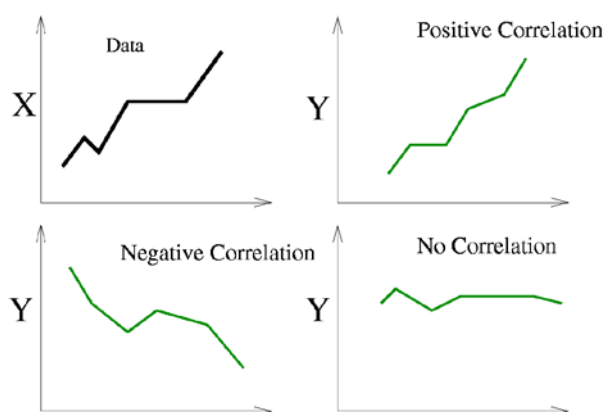 Data
X
Positive Correlation
Y
Negative Correlation
Y
No Correlation
Y